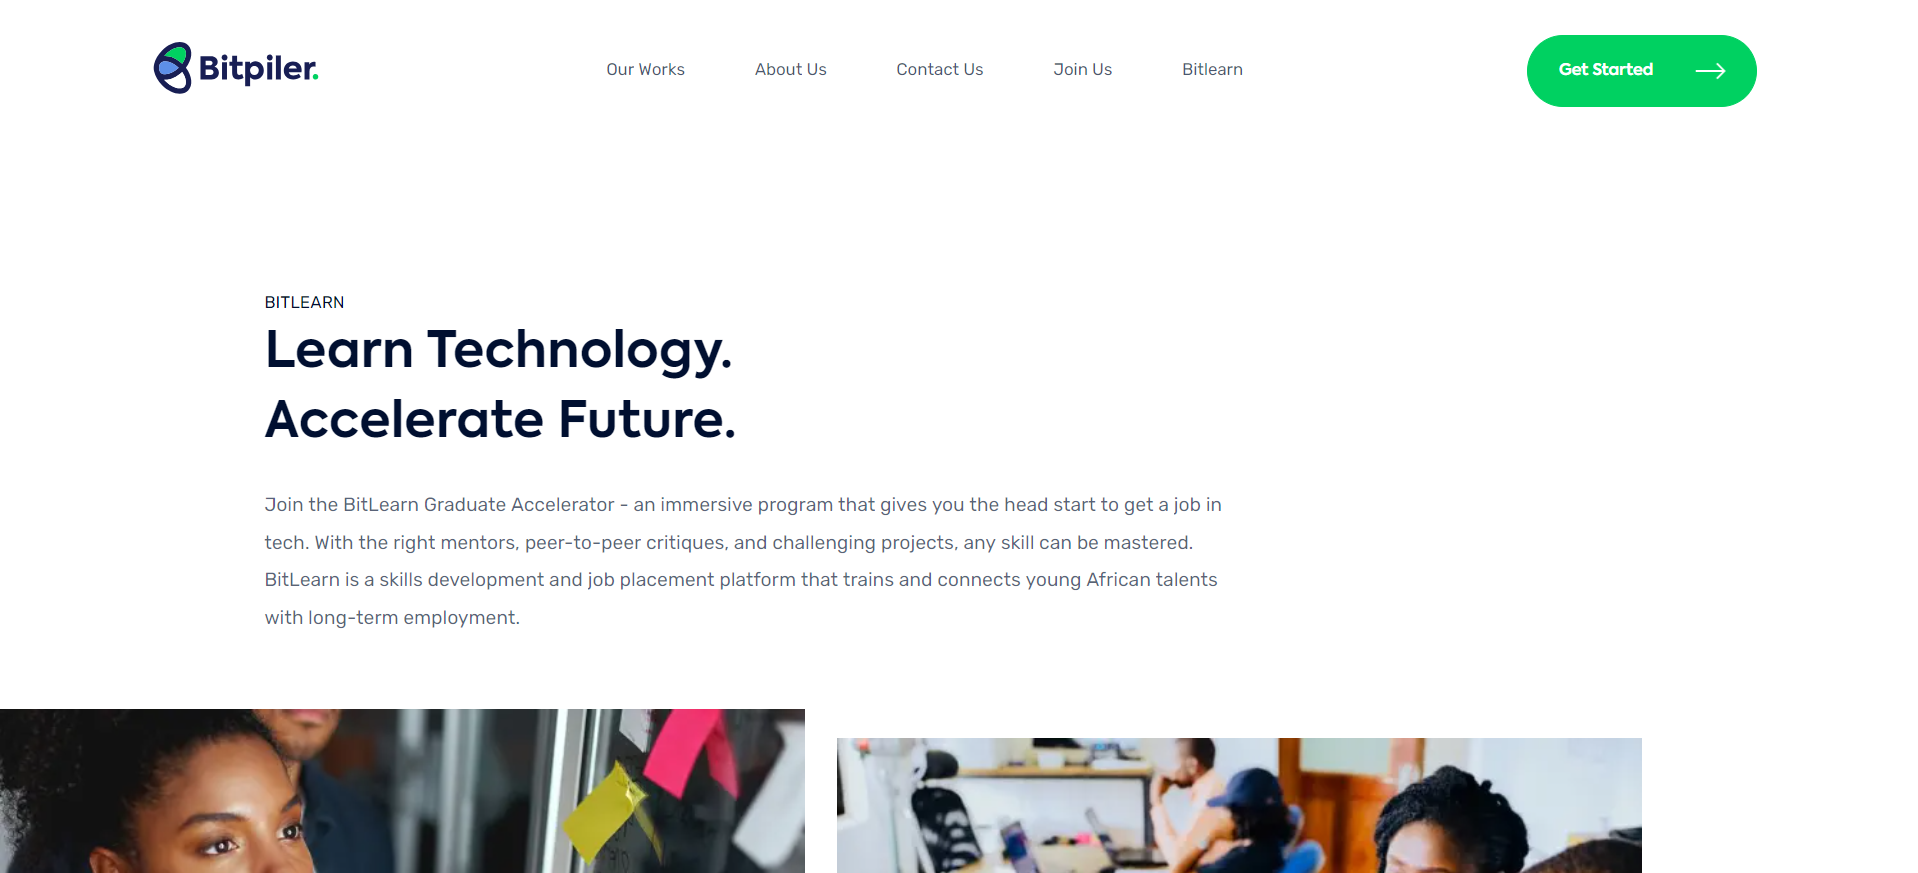 Bitpiler.
Our Works
About Us
Contact Us
Join Us
Bitlearn
Get Started
BITLEARN
Learn Technology.
Accelerate Future.
Join the BitLearn Graduate Accelerator - an immersive program that gives you the head start to get a job in
tech. With the right mentors, peer-to-peer critiques, and challenging projects, any skill can be mastered.
BitLearn is a skills development and job placement platform that trains and connects young African talents
with long-term employment.